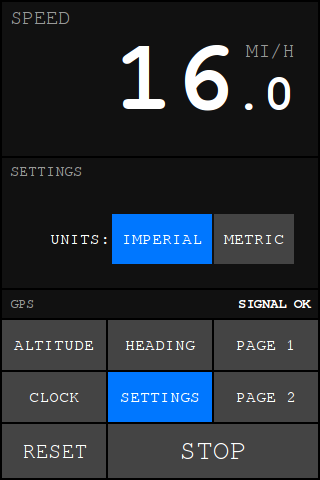 SPEED
MI/H
16.0
SETTINGS
UNITS: IMPERIAL METRIC
GPS SIGNAL OK
ALTITUDE HEADING PAGE 1
CLOCK SETTINGS PAGE 2
RESET STOP